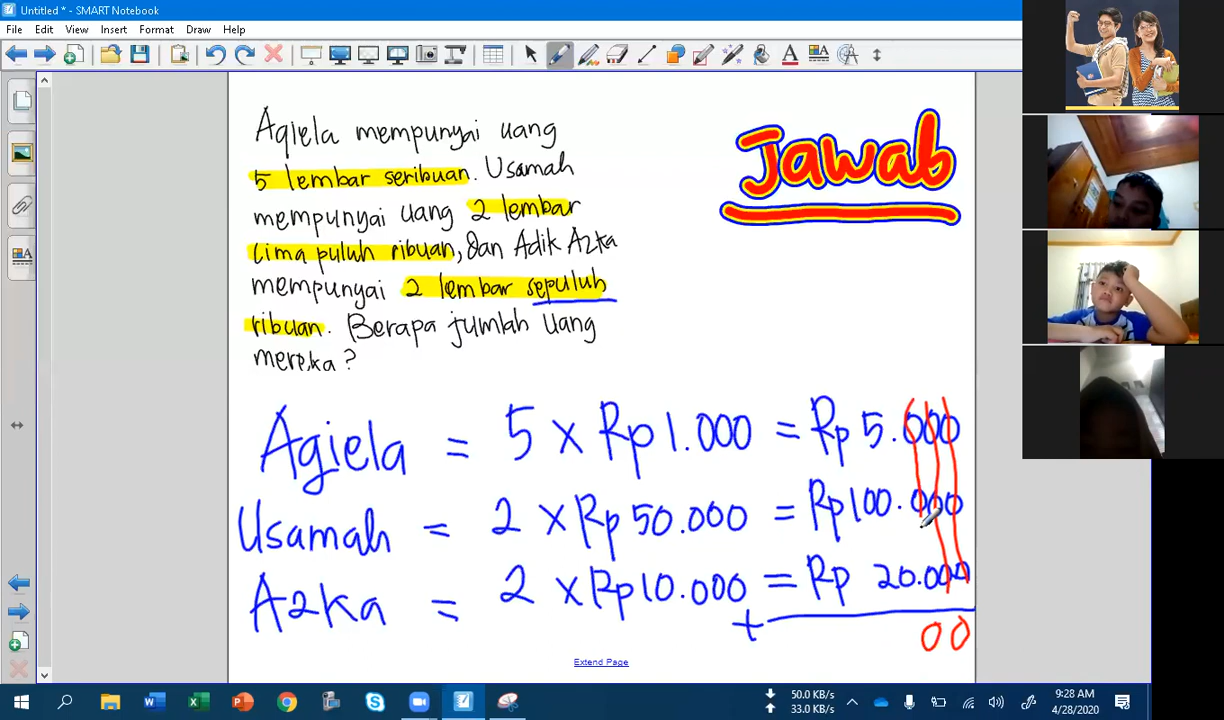 Untitled * - SMART Notebook
File Edit View Insert Format Draw Help
Agiela mempunyai uang
5 lembar seribuan. Usamah
mempunyai uang 2 lembar
lima puluh ribuan, dan Adik Azka
mempunyai 2 lembar sepuluh
ribuan. Berapa jumlah uang
mereka?
Jawab
Agiela = 5 x Rp 1.000 = Rp 5.000
Usamah = 2 x Rp 50.000 = Rp 100.000
Azka = 2 x Rp 10.000 = Rp 20.000
+
00
Extend Page
50.0 KB/s
33.0 KB/s
9:28 AM
4/28/2020